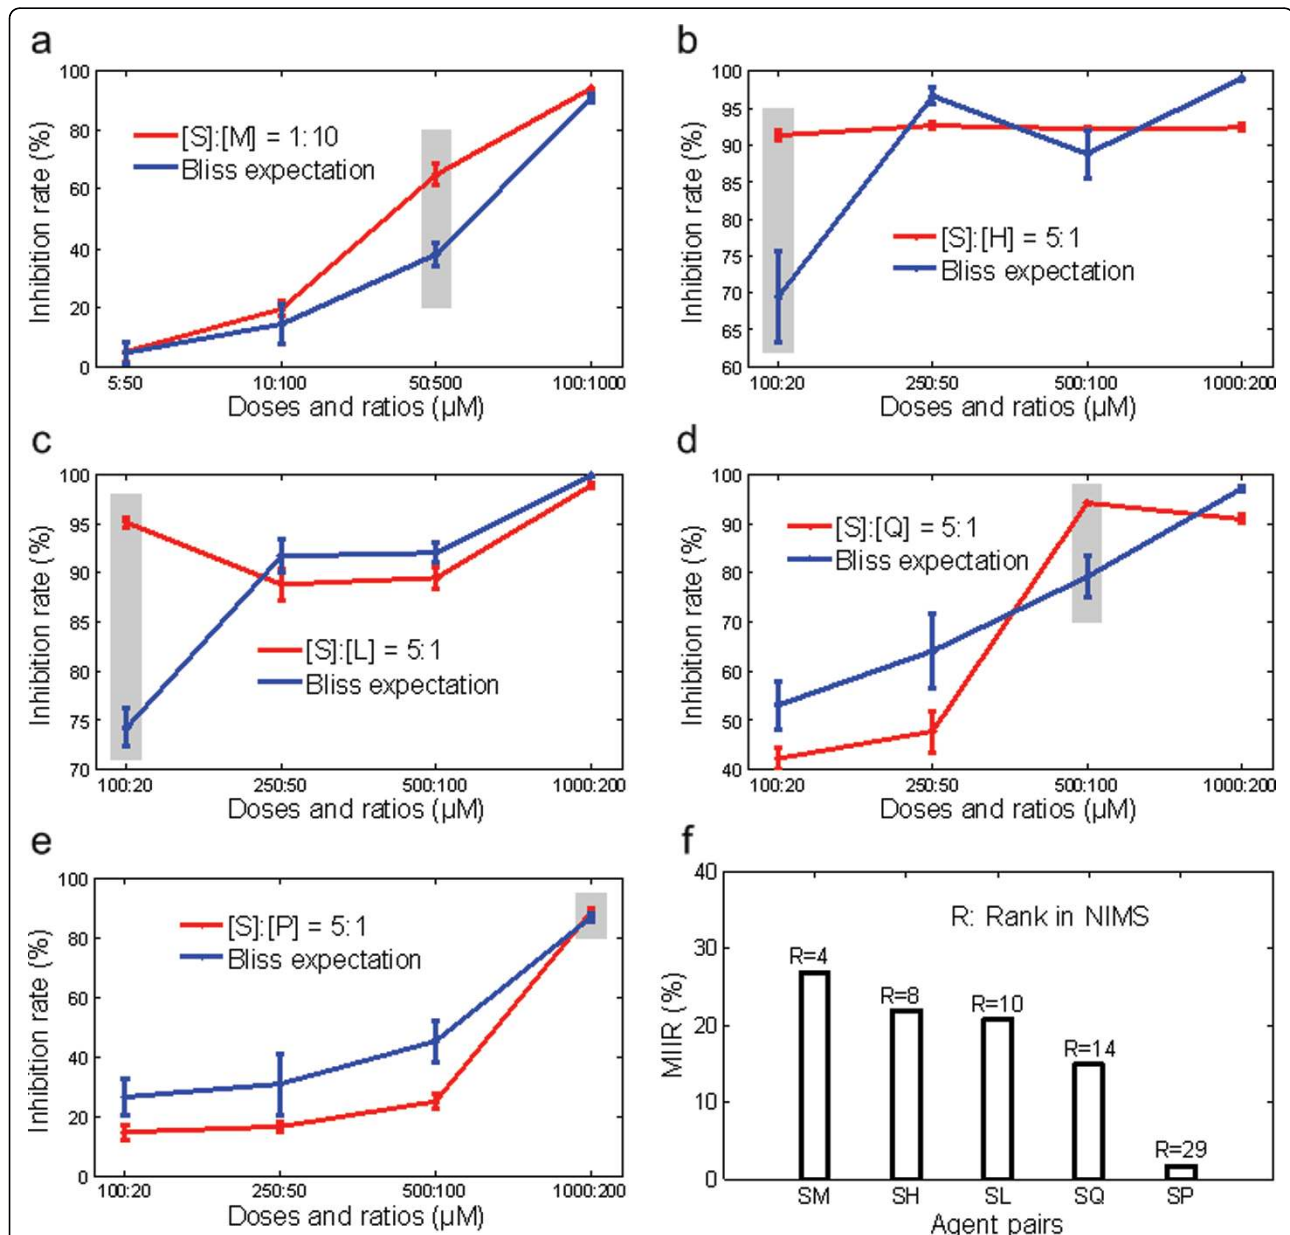 a
100
80
60
40
20
0
Inhibition rate (%)
[S]:[M] = 1:10
Bliss expectation
5:50 10:100 50:500 100:1000
Doses and ratios (µM)
b
100
95
90
85
80
75
70
65
60
Inhibition rate (%)
[S]:[H] = 5:1
Bliss expectation
100:20 250:50 500:100 1000:200
Doses and ratios (µM)
c
100
95
90
85
80
75
70
Inhibition rate (%)
[S]:[L] = 5:1
Bliss expectation
100:20 250:50 500:100 1000:200
Doses and ratios (µM)
d
100
90
80
70
60
50
40
Inhibition rate (%)
[S]:[Q] = 5:1
Bliss expectation
100:20 250:50 500:100 1000:200
Doses and ratios (µM)
e
100
80
60
40
20
0
Inhibition rate (%)
[S]:[P] = 5:1
Bliss expectation
100:20 250:50 500:100 1000:200
Doses and ratios (µM)
f
40
30
20
10
0
MIIR (%)
R: Rank in NIMS
R=4
R=8
R=10
R=14
R=29
SM SH SL SQ SP
Agent pairs